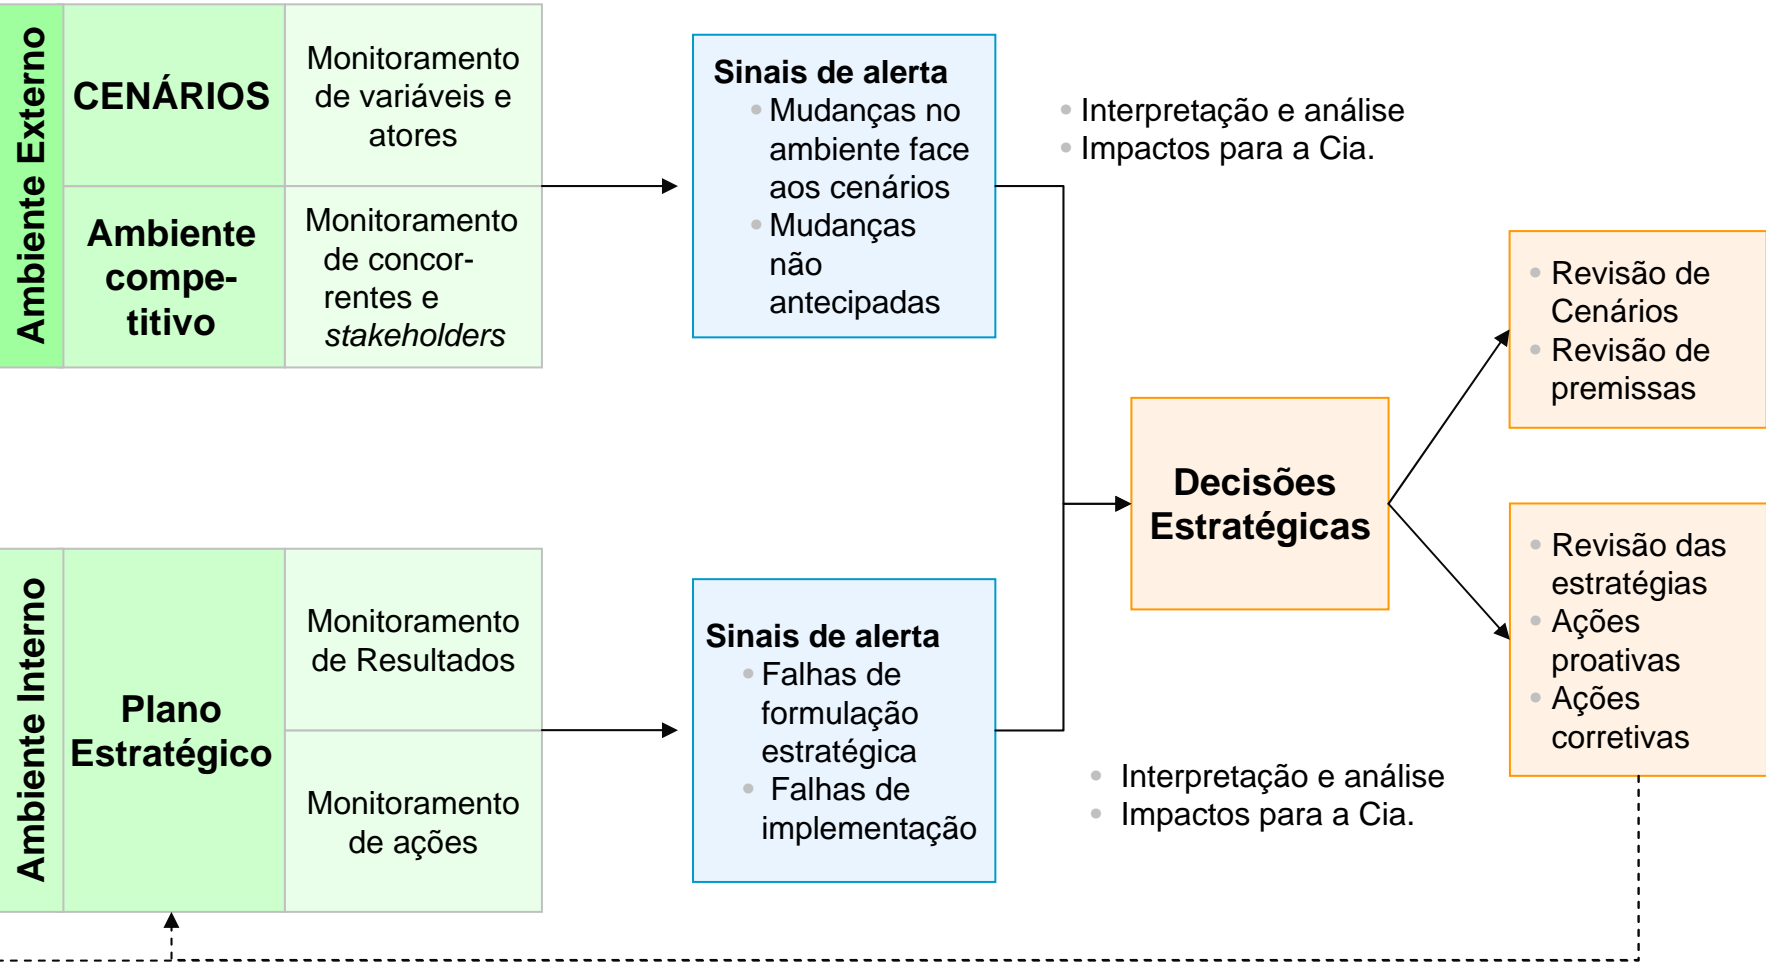 Ambiente Externo
CENÁRIOS
Monitoramento
de variáveis e
atores
Ambiente
compe-
titivo
Monitoramento
de concor-
rentes e
stakeholders
Sinais de alerta
• Mudanças no
ambiente face
aos cenários
• Mudanças
não
antecipadas
• Interpretação e análise
• Impactos para a Cia.
Ambiente Interno
Plano
Estratégico
Monitoramento
de Resultados
Monitoramento
de ações
Sinais de alerta
• Falhas de
formulação
estratégica
• Falhas de
implementação
• Interpretação e análise
• Impactos para a Cia.
Decisões
Estratégicas
• Revisão de
Cenários
• Revisão de
premissas
• Revisão das
estratégias
• Ações
proativas
• Ações
corretivas